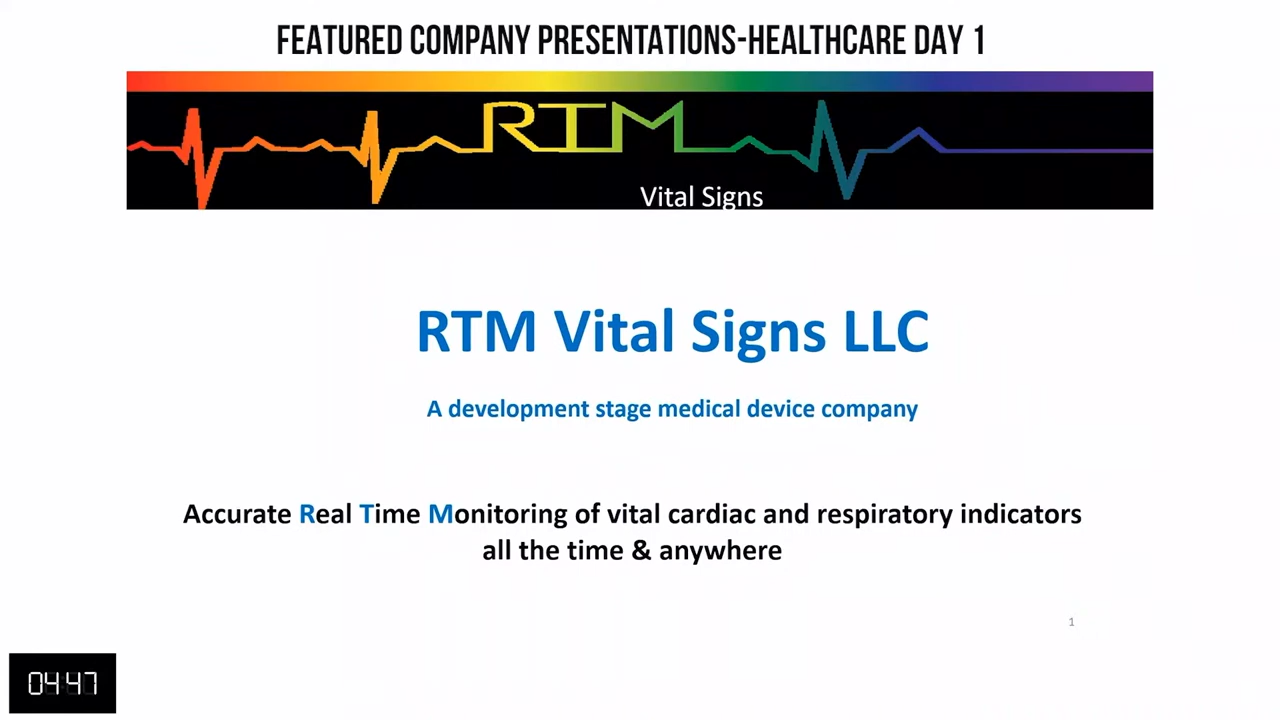 FEATURED COMPANY PRESENTATIONS-HEALTHCARE DAY 1
RTM
Vital Signs
RTM Vital Signs LLC
A development stage medical device company
Accurate Real Time Monitoring of vital cardiac and respiratory indicators
all the time & anywhere
1
04:47